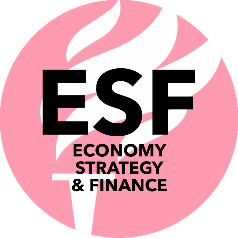 ESF
ECONOMY
STRATEGY
& FINANCE